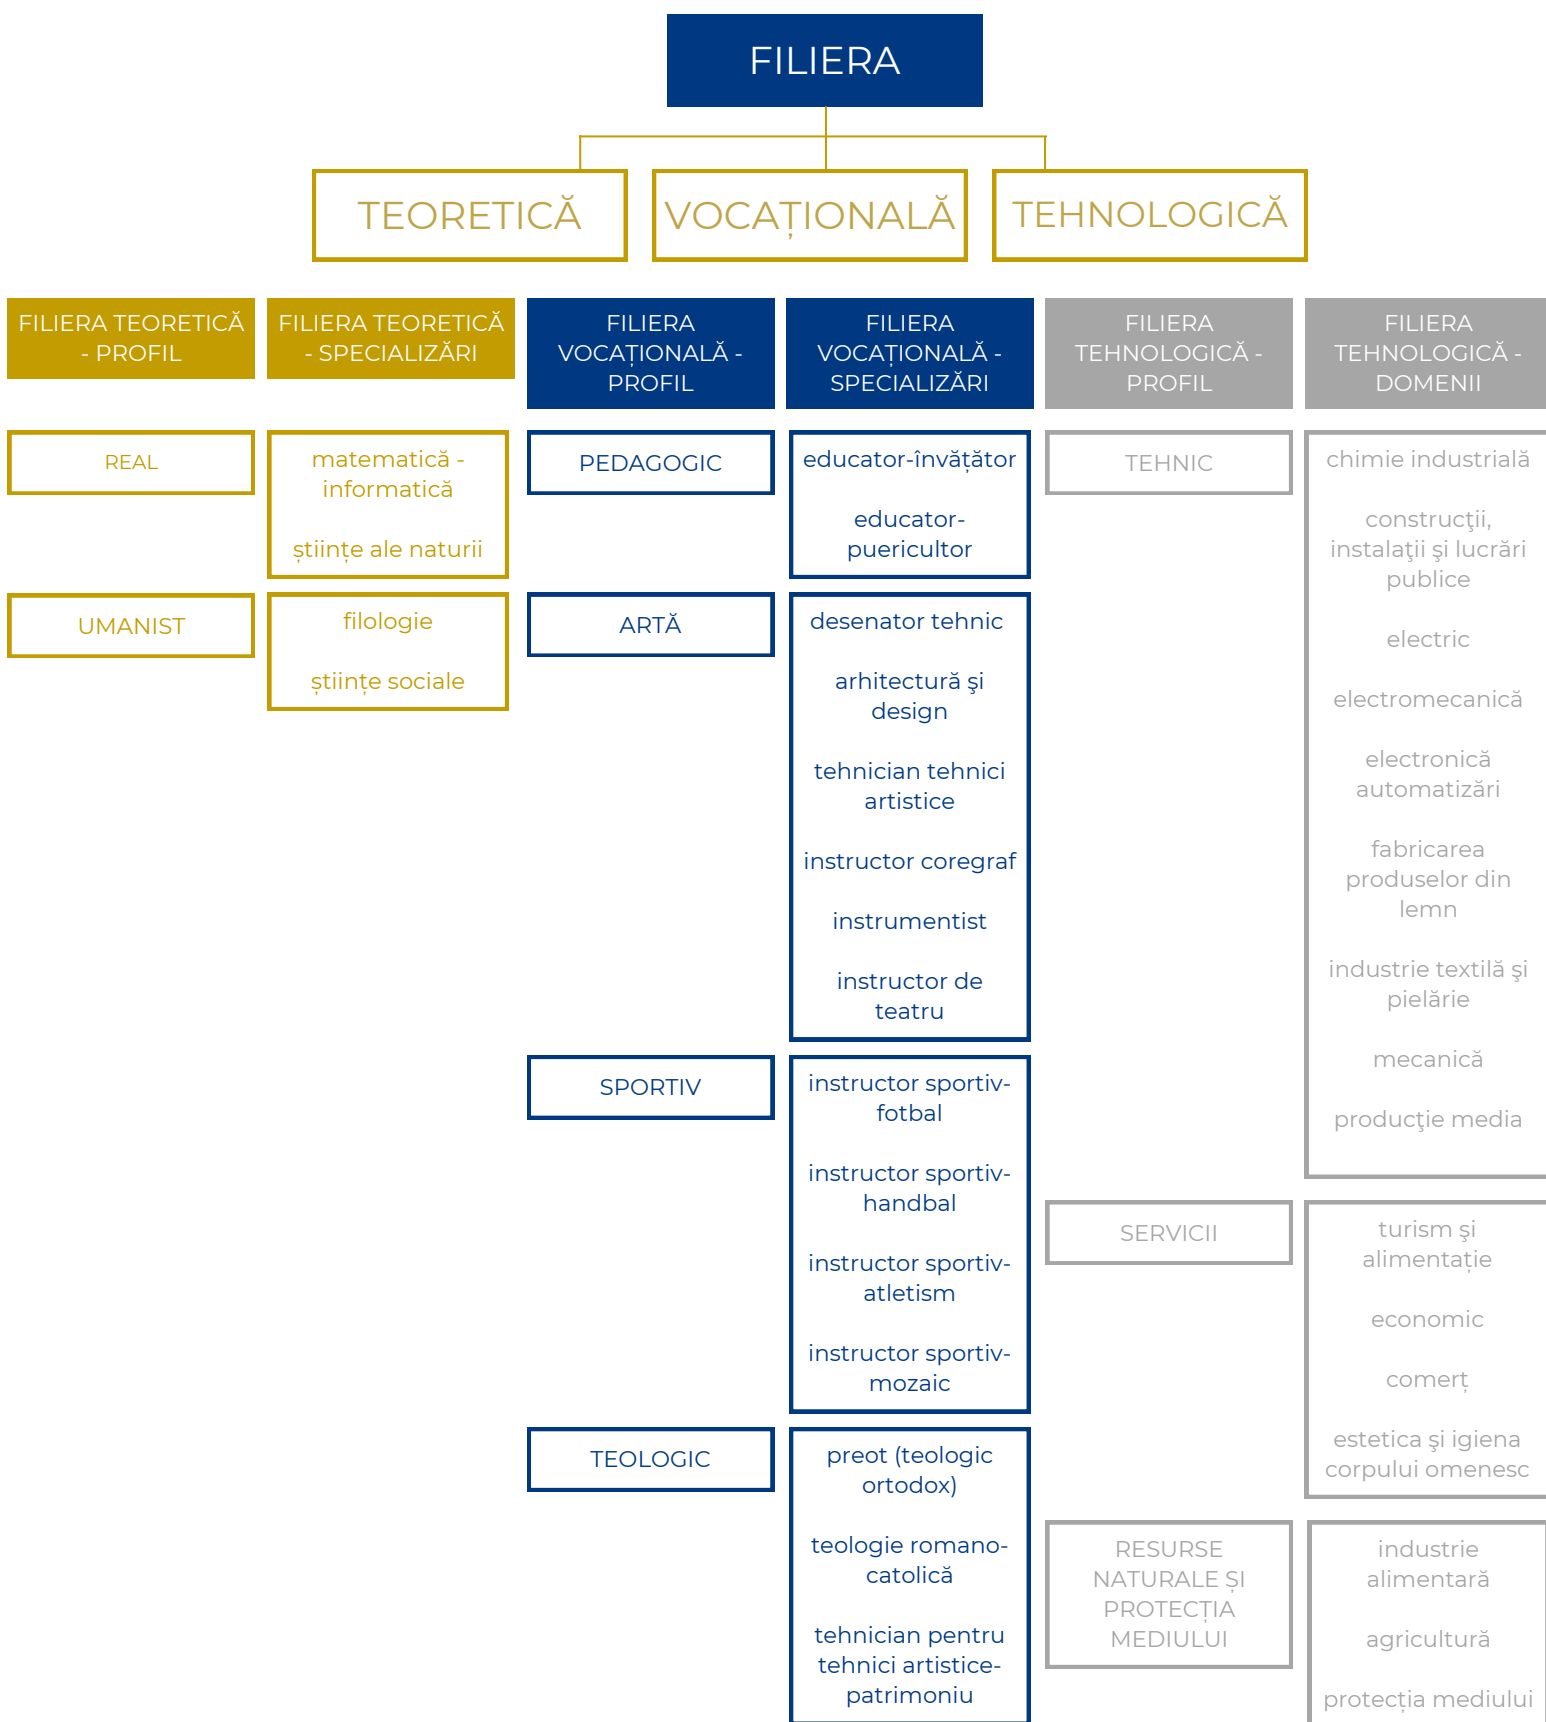 FILIERA
TEORETICĂ
VOCAȚIONALĂ
TEHNOLOGICĂ
FILIERA TEORETICĂ
- PROFIL
REAL
UMANIST
FILIERA TEORETICĂ
- SPECIALIZĂRI
matematică -
informatică
științe ale naturii
filologie
științe sociale
FILIERA
VOCAȚIONALĂ -
PROFIL
PEDAGOGIC
ARTĂ
SPORTIV
TEOLOGIC
FILIERA
VOCAȚIONALĂ -
SPECIALIZĂRI
educator-învățător
educator-
puericultor
desenator tehnic
arhitectură şi
design
tehnician tehnici
artistice
instructor coregraf
instrumentist
instructor de
teatru
instructor sportiv-
fotbal
instructor sportiv-
handbal
instructor sportiv-
atletism
instructor sportiv-
mozaic
preot (teologic
ortodox)
teologie romano-
catolică
tehnician pentru
tehnici artistice-
patrimoniu
FILIERA
TEHNOLOGICĂ -
PROFIL
TEHNIC
SERVICII
RESURSE
NATURALE ȘI
PROTECȚIA
MEDIULUI
FILIERA
TEHNOLOGICĂ -
DOMENII
chimie industrială
construcţii,
instalaţii şi lucrări
publice
electric
electromecanică
electronică
automatizări
fabricarea
produselor din
lemn
industrie textilă şi
pielărie
mecanică
producţie media
turism şi
alimentație
economic
comerț
estetica şi igiena
corpului omenesc
industrie
alimentară
agricultură
protecția mediului